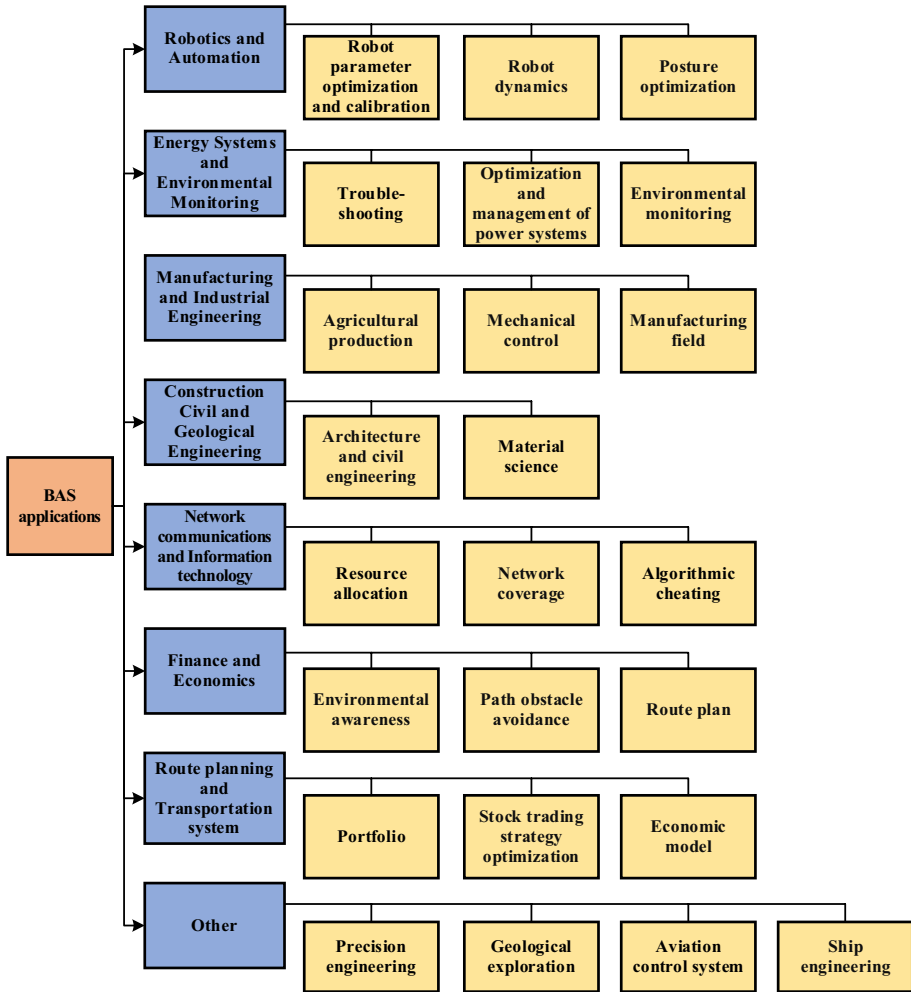 Robotics and
Automation
Robot
parameter
optimization
and calibration
Robot
dynamics
Posture
optimization
Energy Systems
and
Environmental
Monitoring
Trouble-
shooting
Optimization
and
management of
power systems
Environmental
monitoring
Manufacturing
and Industrial
Engineering
Agricultural
production
Mechanical
control
Manufacturing
field
Construction
Civil and
Geological
Engineering
Architecture
and civil
engineering
Material
science
BAS
applications
Network
communications
and Information
technology
Resource
allocation
Network
coverage
Algorithmic
cheating
Finance and
Economics
Environmental
awareness
Path obstacle
avoidance
Route plan
Route planning
and
Transportation
system
Portfolio
Stock trading
strategy
optimization
Economic
model
Other
Precision
engineering
Geological
exploration
Aviation
control system
Ship
engineering